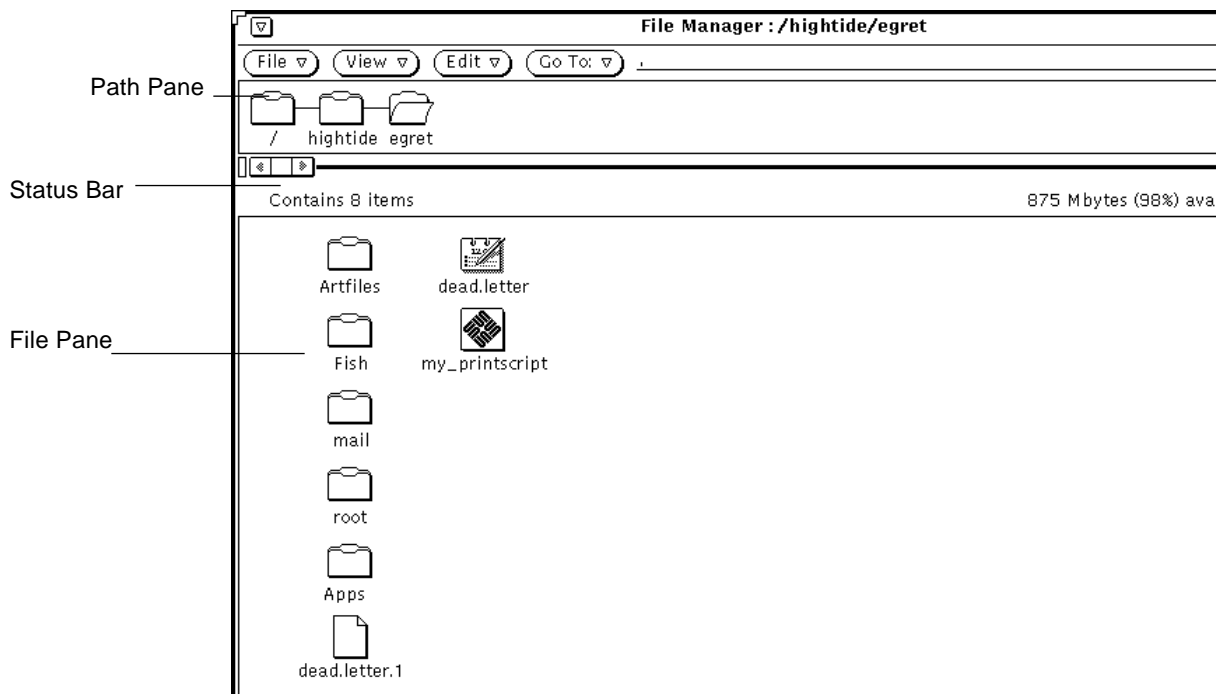 File Manager : /hightide/egret
File View Edit Go To:
Path Pane
/ hightide egret
Status Bar
Contains 8 items 875 Mbytes (98%) ava
Artfiles dead.letter
File Pane
Fish my_printscript
mail
root
Apps
dead.letter.1